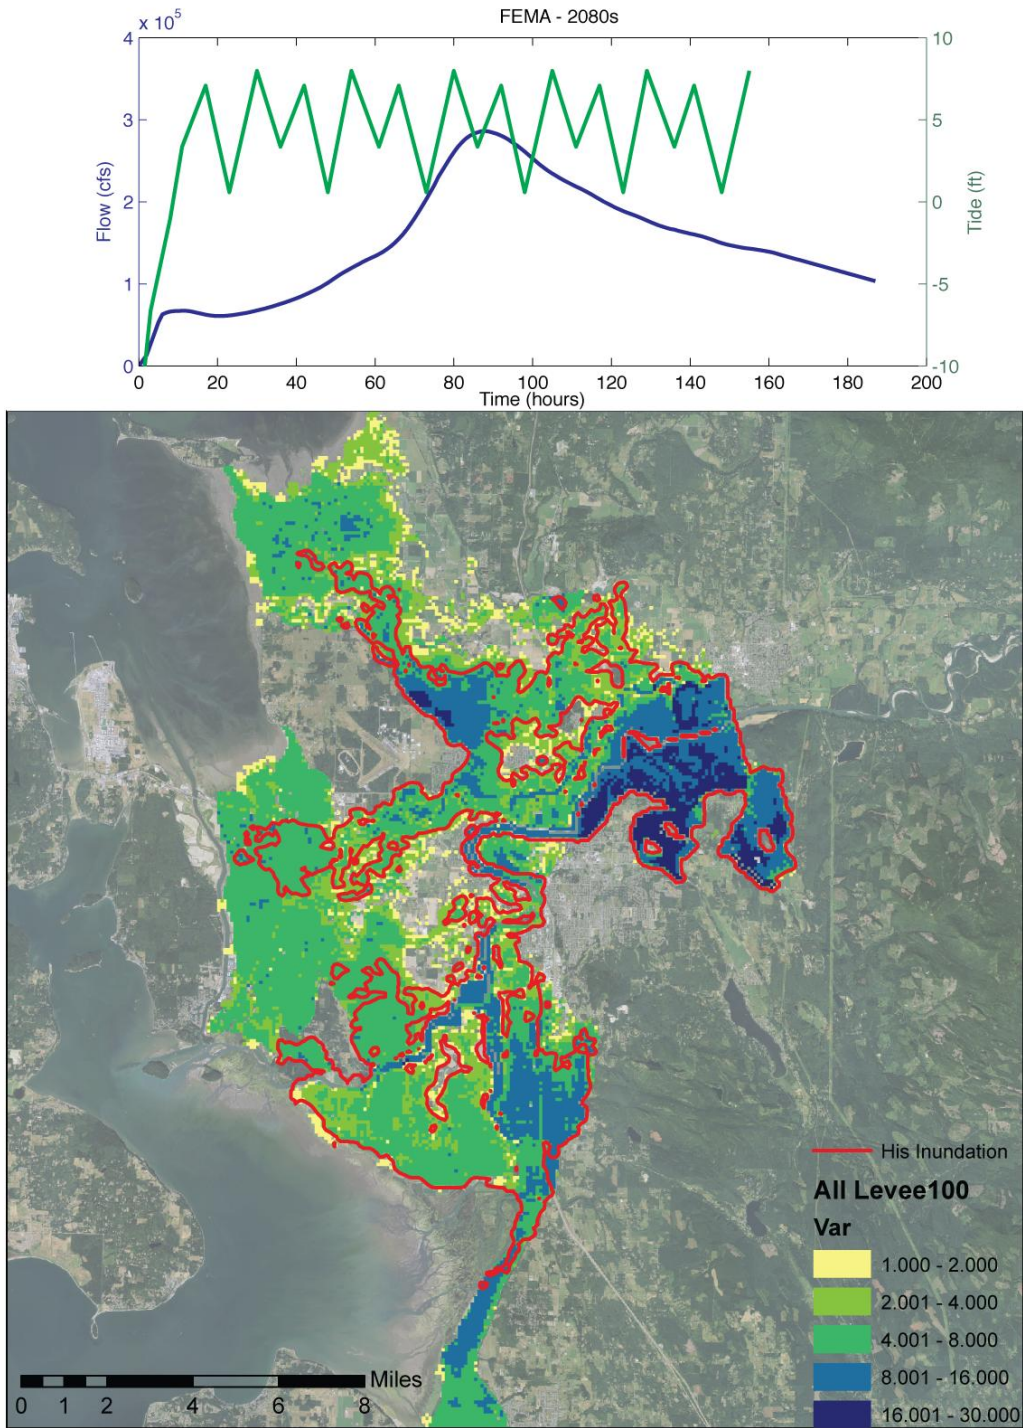 FEMA - 2080s
x 10^5
4
3
2
1
0
Flow (cfs)
10
5
0
-5
-10
Tide (ft)
0 20 40 60 80 100 120 140 160 180 200
Time (hours)
His Inundation
All Levee100
Var
1.000 - 2.000
2.001 - 4.000
4.001 - 8.000
8.001 - 16.000
16.001 - 30.000
Miles
0 1 2 4 6 8